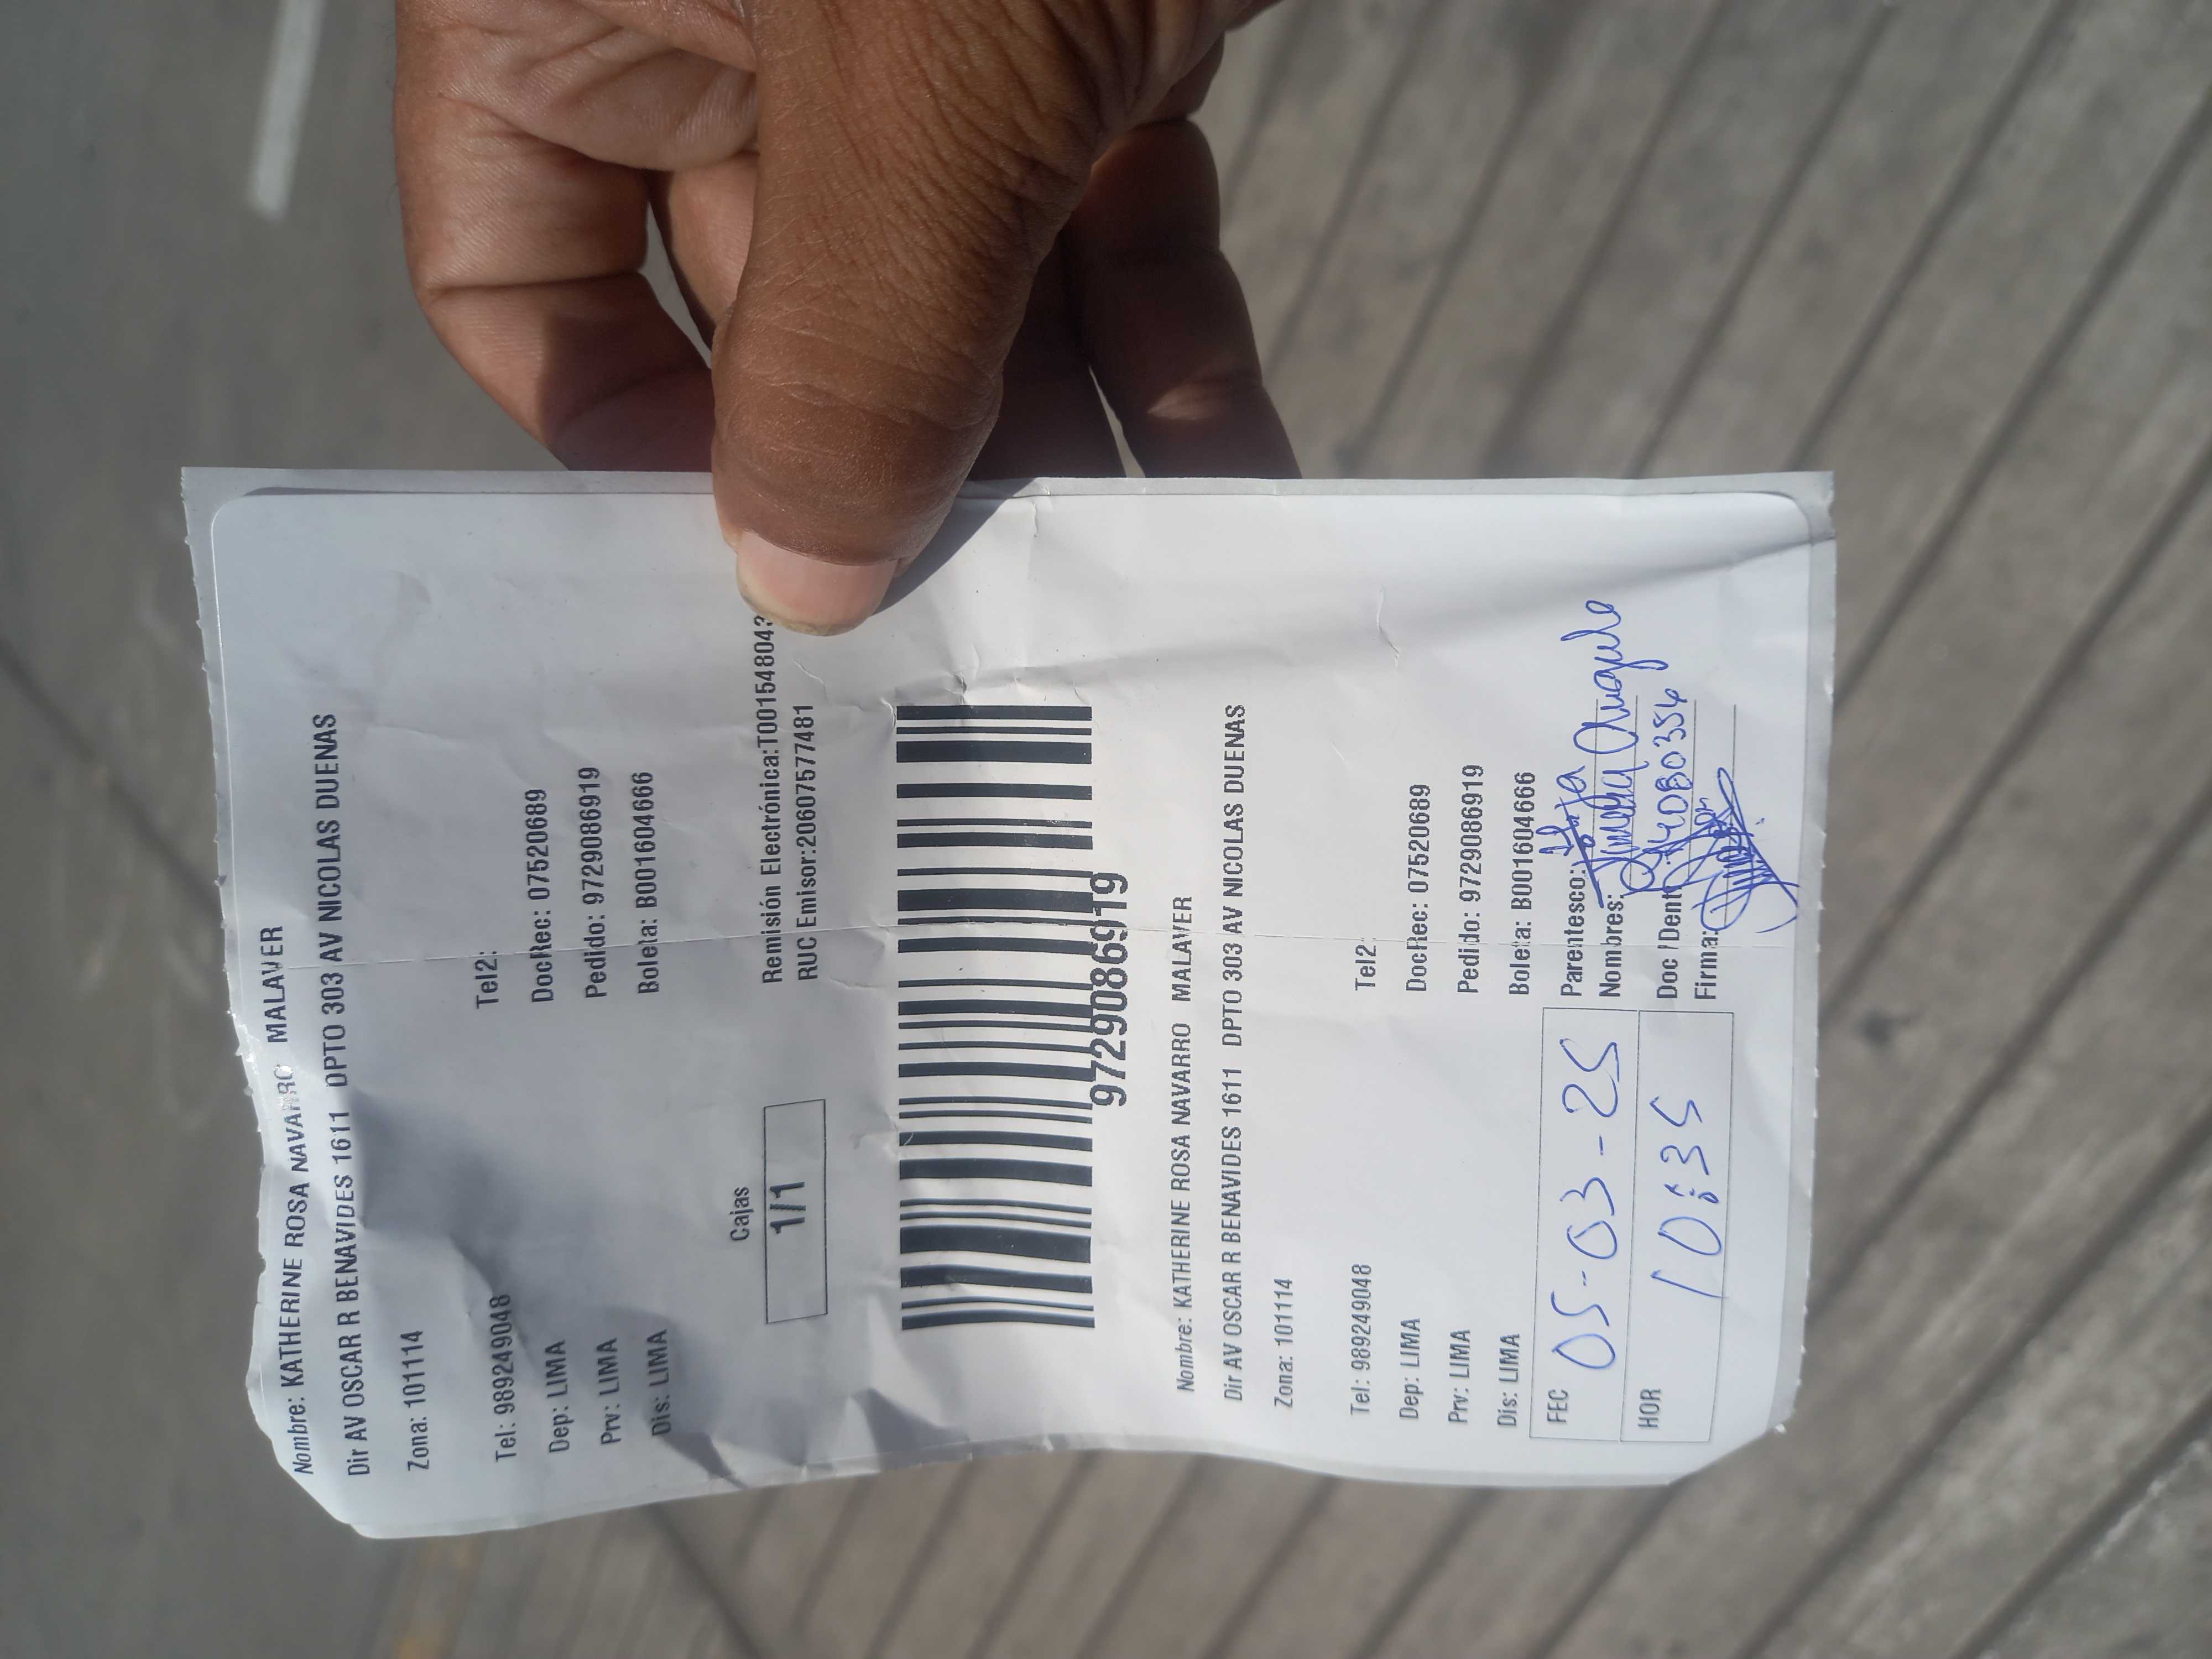 Nombre: KATHERINE ROSA NAVARRO MALAVER
Dir AV OSCAR R BENAVIDES 1611 DPTO 303 AV NICOLAS DUENAS
Zona: 101114
Tel: 989249048 Tel2:
Dep: LIMA DocRec: 07520689
Prv: LIMA Pedido: 9729086919
Dis: LIMA Boleta: B001604666
Cajas
1/1
Remisión Electrónica:T00154804
RUC Emisor:20607577481
9729086919
Nombre: KATHERINE ROSA NAVARRO MALAVER
Dir AV OSCAR R BENAVIDES 1611 DPTO 303 AV NICOLAS DUENAS
Zona: 101114
Tel: 989249048 Tel2:
Dep: LIMA DocRec: 07520689
Prv: LIMA Pedido: 9729086919
Dis: LIMA Boleta: B001604666
FEC 05-03-25 Parentesco:
Nombres:
HOR 10:35 Doc IDent
Firma: